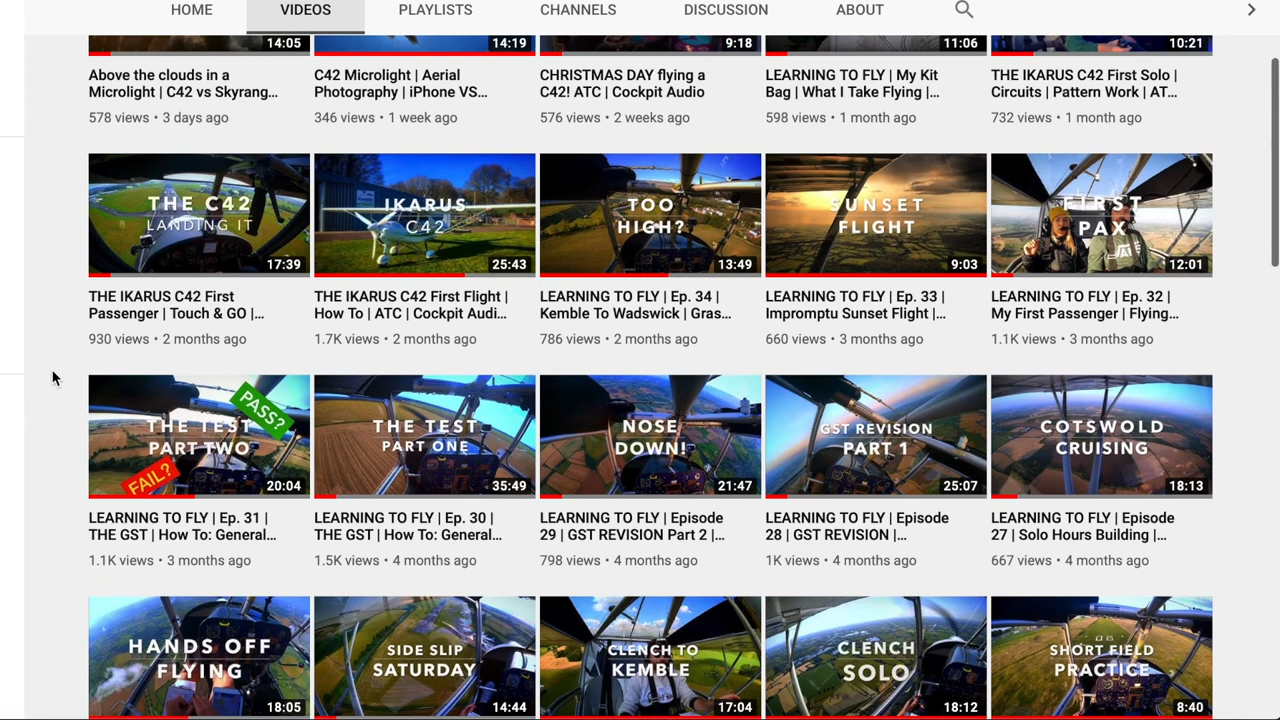 HOME VIDEOS PLAYLISTS CHANNELS DISCUSSION ABOUT
14:05 14:19 9:18 11:06 10:21
Above the clouds in a
Microlight | C42 vs Skyrang...
578 views • 3 days ago
C42 Microlight | Aerial
Photography | iPhone VS...
346 views • 1 week ago
CHRISTMAS DAY flying a
C42! ATC | Cockpit Audio
576 views • 2 weeks ago
LEARNING TO FLY | My Kit
Bag | What I Take Flying |...
598 views • 1 month ago
THE IKARUS C42 First Solo |
Circuits | Pattern Work | AT...
732 views • 1 month ago
THE C42
LANDING IT
17:39
THE IKARUS C42 First
Passenger | Touch & GO |...
930 views • 2 months ago
IKARUS
C42
25:43
THE IKARUS C42 First Flight |
How To | ATC | Cockpit Audi...
1.7K views • 2 months ago
TOO
HIGH?
13:49
LEARNING TO FLY | Ep. 34 |
Kemble To Wadswick | Gras...
786 views • 2 months ago
SUNSET
FLIGHT
9:03
LEARNING TO FLY | Ep. 33 |
Impromptu Sunset Flight |...
660 views • 3 months ago
FIRST
PAX
12:01
LEARNING TO FLY | Ep. 32 |
My First Passenger | Flying...
1.1K views • 3 months ago
PASS?
THE TEST
PART TWO
FAIL?
20:04
LEARNING TO FLY | Ep. 31 |
THE GST | How To: General...
1.1K views • 3 months ago
THE TEST
PART ONE
35:49
LEARNING TO FLY | Ep. 30 |
THE GST | How To: General...
1.5K views • 4 months ago
NOSE
DOWN!
21:47
LEARNING TO FLY | Episode
29 | GST REVISION Part 2 |...
798 views • 4 months ago
GST REVISION
PART 1
25:07
LEARNING TO FLY | Episode
28 | GST REVISION |...
1K views • 4 months ago
COTSWOLD
CRUISING
18:13
LEARNING TO FLY | Episode
27 | Solo Hours Building |...
667 views • 4 months ago
HANDS OFF
FLYING
18:05
SIDE SLIP
SATURDAY
14:44
CLENCH TO
KEMBLE
17:04
CLENCH
SOLO
18:12
SHORT FIELD
PRACTICE
8:40